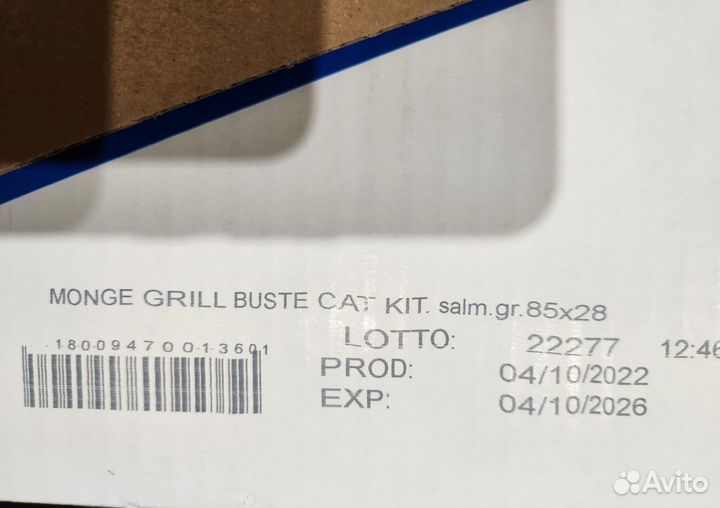 MONGE GRILL BUSTE CAT KIT. salm.gr.85x28
18009470013601
LOTTO: 22277 12:46
PROD: 04/10/2022
EXP: 04/10/2026
Avito